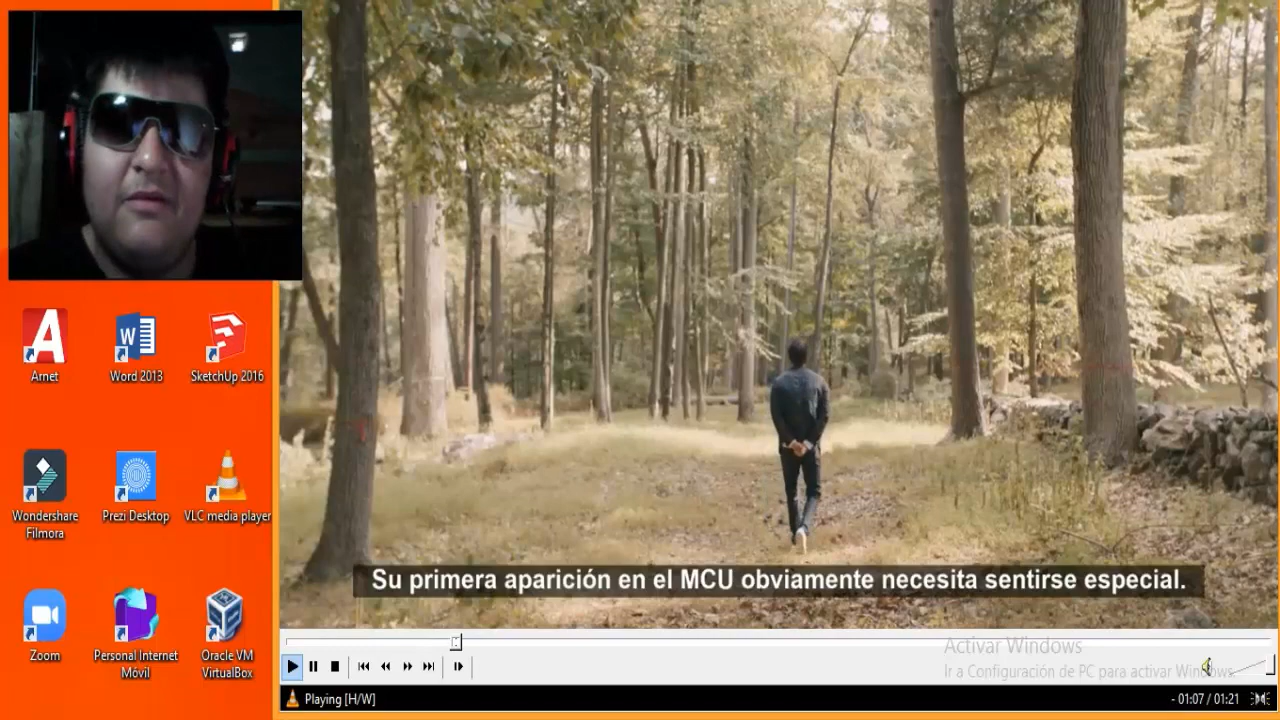 Su primera aparición en el MCU obviamente necesita sentirse especial.
Arnet
Word 2013
SketchUp 2016
Wondershare
Filmora
Prezi Desktop
VLC media player
Zoom
Personal Internet
Móvil
Oracle VM
VirtualBox
Activar Windows
Ir a Configuración de PC para activar Windows.
Playing [H/W]
- 01:07 / 01:21